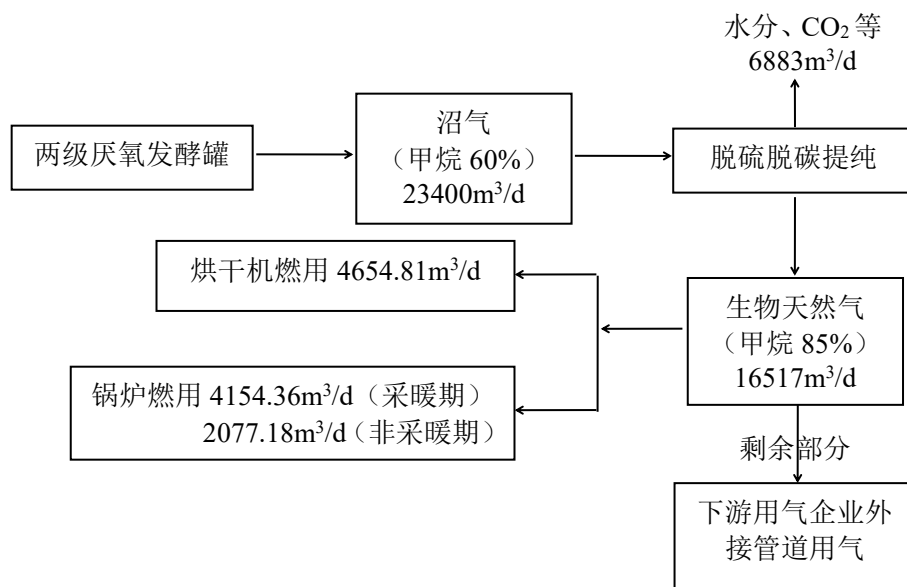 水分、CO₂等
6883m³/d
两级厌氧发酵罐
沼气
（甲烷 60%）
23400m³/d
脱硫脱碳提纯
烘干机燃用 4654.81m³/d
生物天然气
（甲烷 85%）
16517m³/d
锅炉燃用 4154.36m³/d（采暖期）
2077.18m³/d（非采暖期）
剩余部分
下游用气企业外
接管道用气